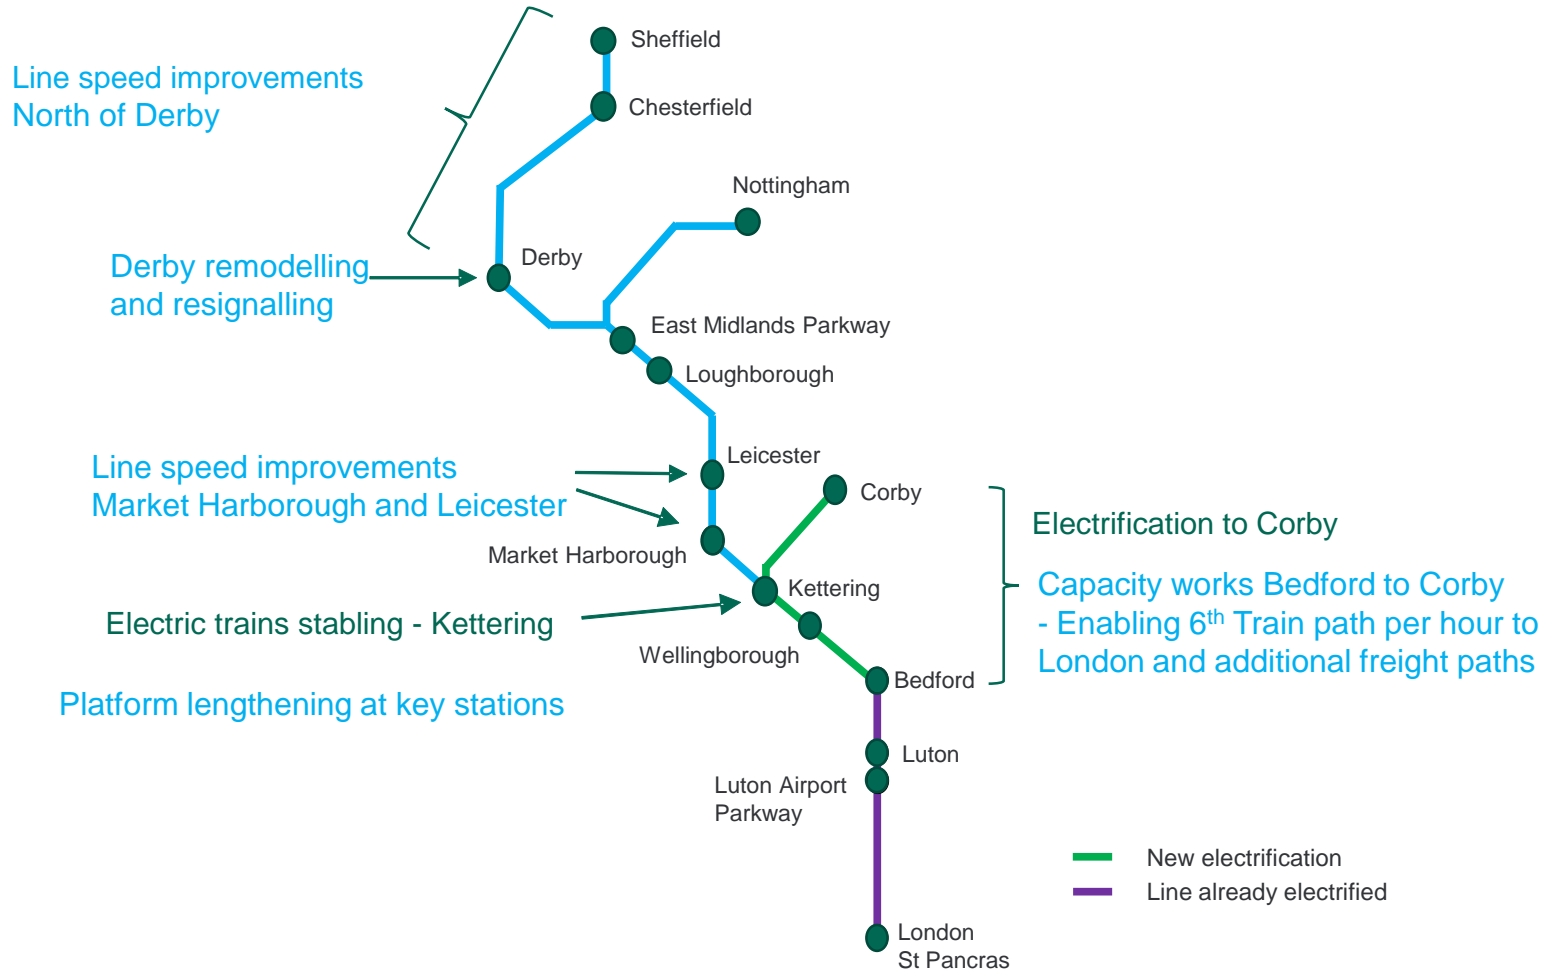 Sheffield
Line speed improvements
North of Derby
Chesterfield
Nottingham
Derby
Derby remodelling
and resignalling
East Midlands Parkway
Loughborough
Leicester
Line speed improvements
Market Harborough and Leicester
Corby
Electrification to Corby
Market Harborough
Kettering
Capacity works Bedford to Corby
- Enabling 6th Train path per hour to
London and additional freight paths
Electric trains stabling - Kettering
Wellingborough
Bedford
Platform lengthening at key stations
Luton
Luton Airport
Parkway
New electrification
Line already electrified
London
St Pancras